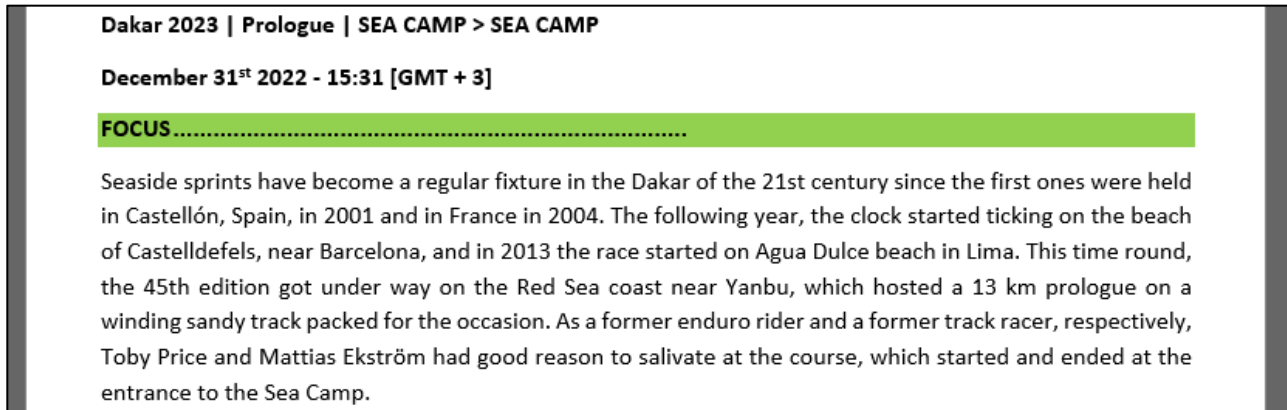 Dakar 2023 | Prologue | SEA CAMP > SEA CAMP
December 31st 2022 - 15:31 [GMT + 3]
FOCUS..............................................................................
Seaside sprints have become a regular fixture in the Dakar of the 21st century since the first ones were held
in Castellón, Spain, in 2001 and in France in 2004. The following year, the clock started ticking on the beach
of Castelldefels, near Barcelona, and in 2013 the race started on Agua Dulce beach in Lima. This time round,
the 45th edition got under way on the Red Sea coast near Yanbu, which hosted a 13 km prologue on a
winding sandy track packed for the occasion. As a former enduro rider and a former track racer, respectively,
Toby Price and Mattias Ekström had good reason to salivate at the course, which started and ended at the
entrance to the Sea Camp.